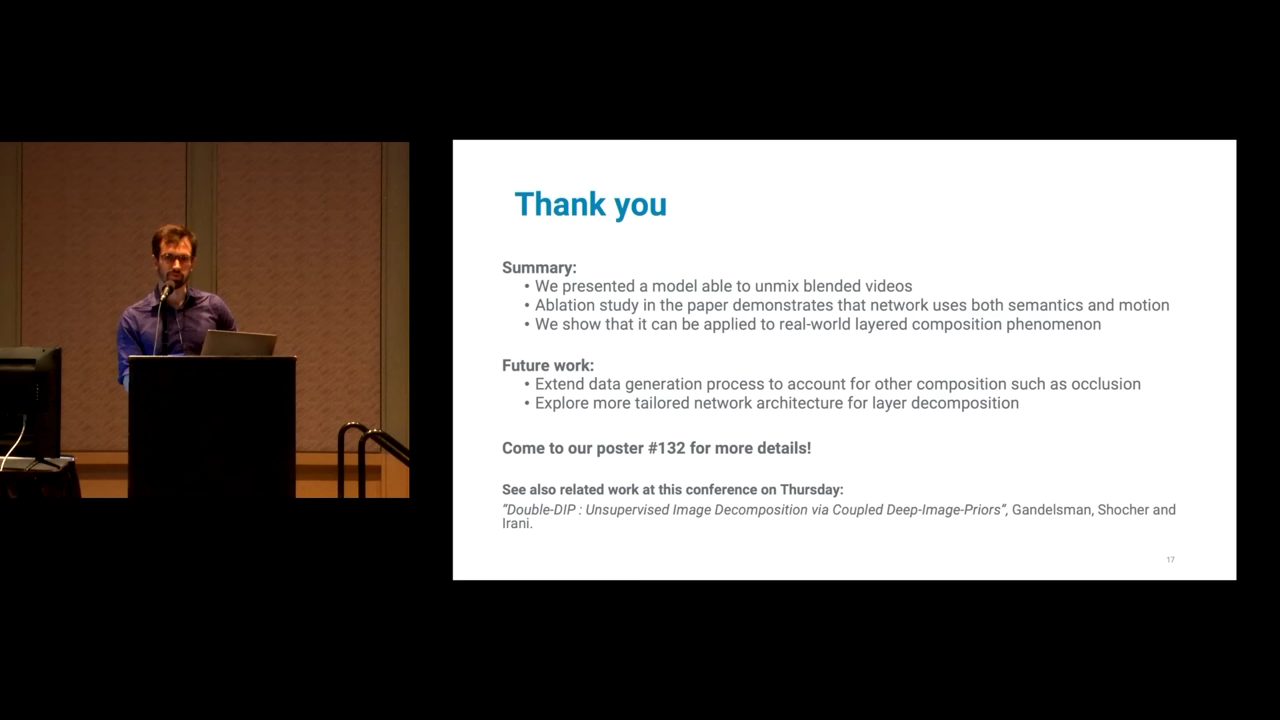 Thank you
Summary:
• We presented a model able to unmix blended videos
• Ablation study in the paper demonstrates that network uses both semantics and motion
• We show that it can be applied to real-world layered composition phenomenon
Future work:
• Extend data generation process to account for other composition such as occlusion
• Explore more tailored network architecture for layer decomposition
Come to our poster #132 for more details!
See also related work at this conference on Thursday:
"Double-DIP : Unsupervised Image Decomposition via Coupled Deep-Image-Priors", Gandelsman, Shocher and
Irani.
17